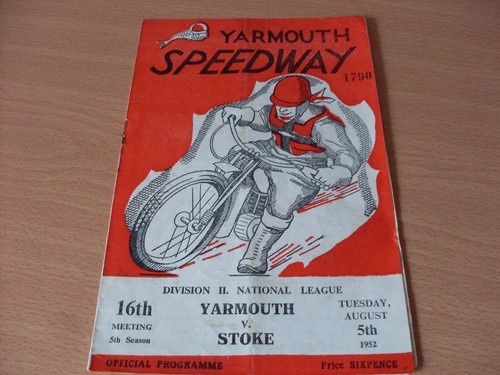 YARMOUTH
SPEEDWAY
1790
DIVISION II. NATIONAL LEAGUE
16th
MEETING
5th Season
YARMOUTH
V.
STOKE
TUESDAY,
AUGUST
5th
1952
OFFICIAL PROGRAMME
Price SIXPENCE